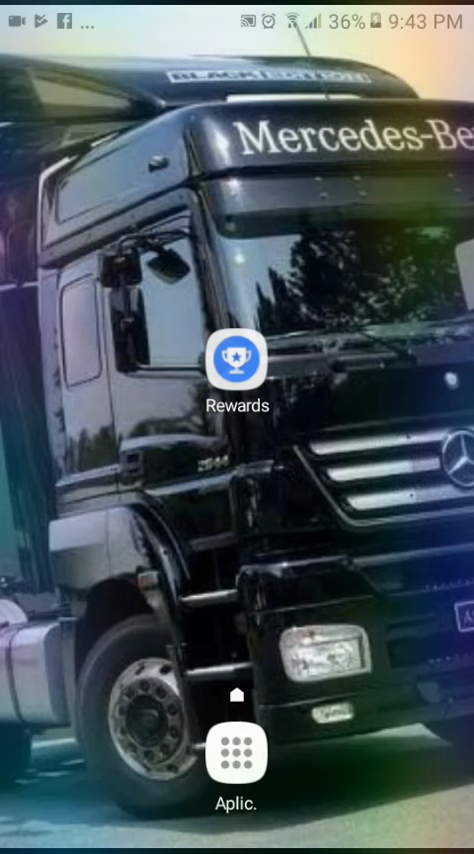 ... 36% 9:43 PM
BLACK EDITION
Mercedes-Be
Rewards
Aplic.